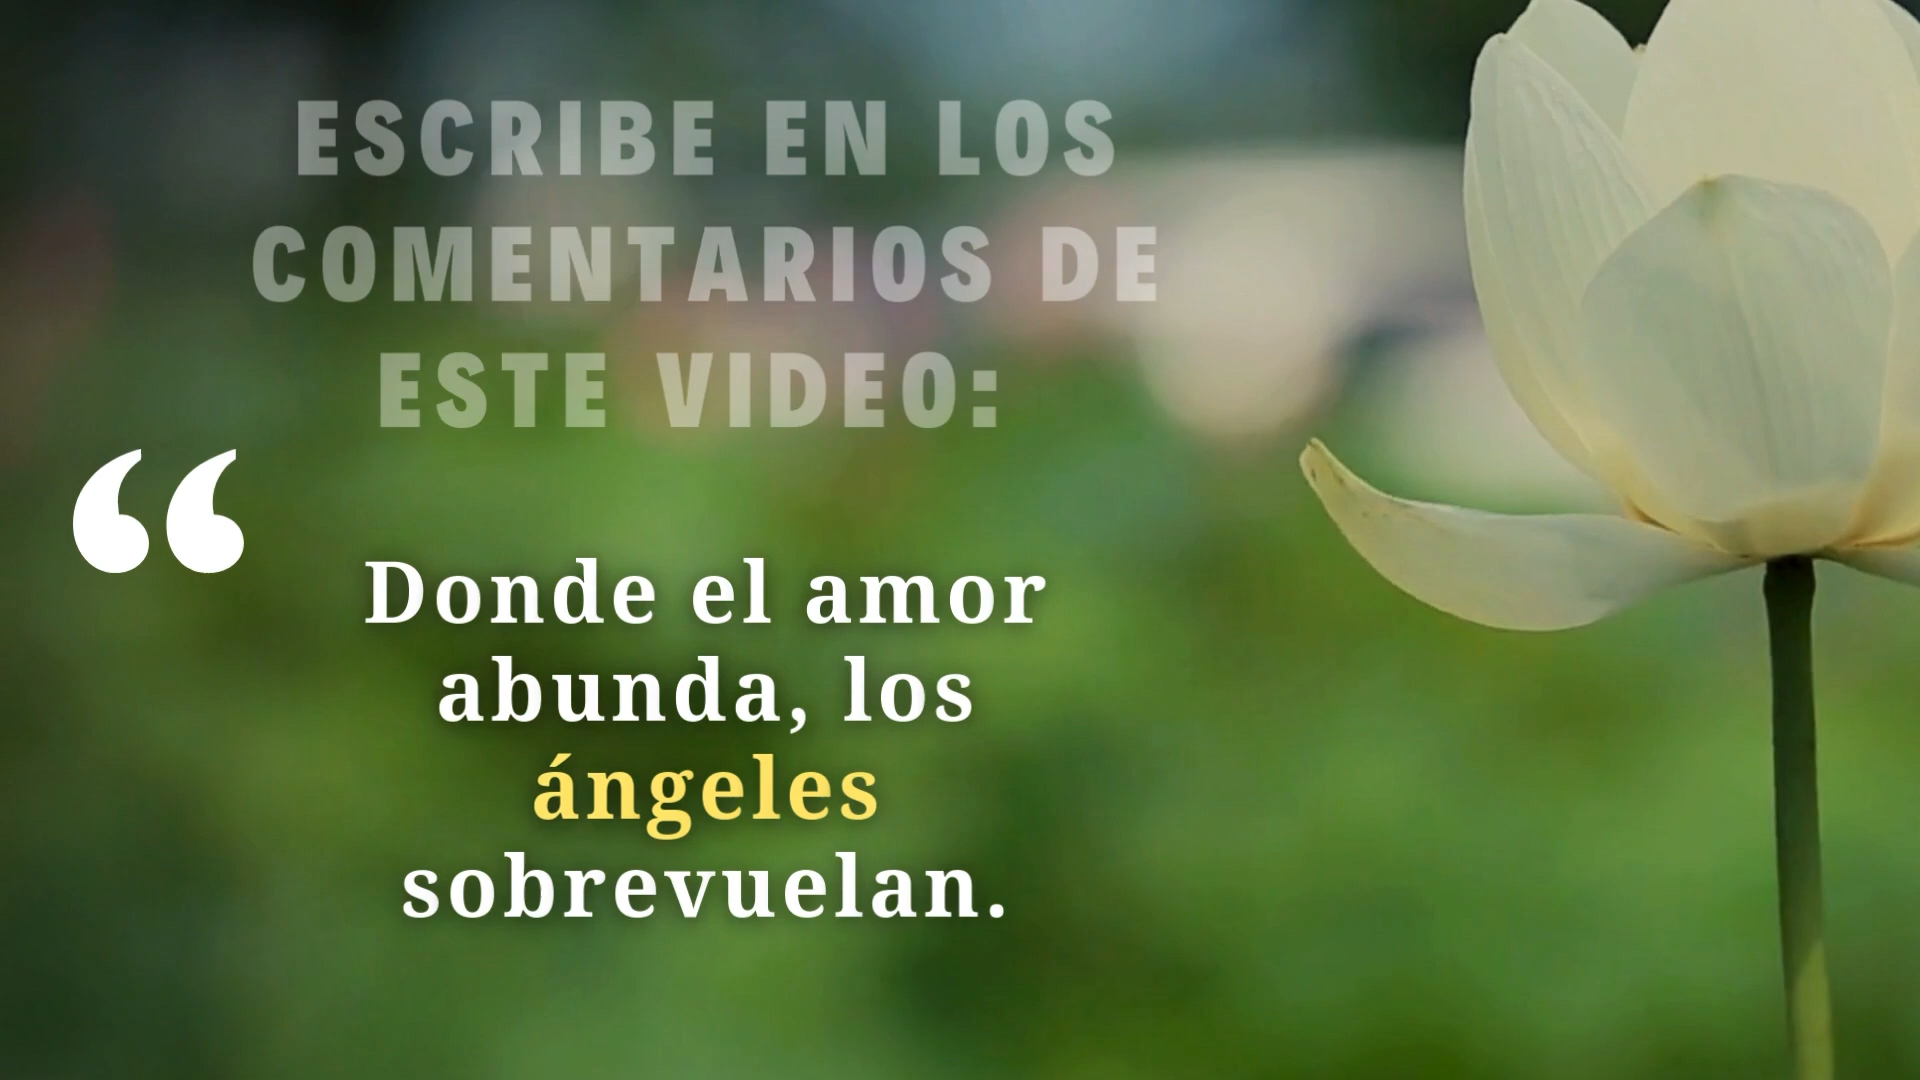 ESCRIBE EN LOS
COMENTARIOS DE
ESTE VIDEO:
“
Donde el amor
abunda, los
ángeles
sobrevuelan.